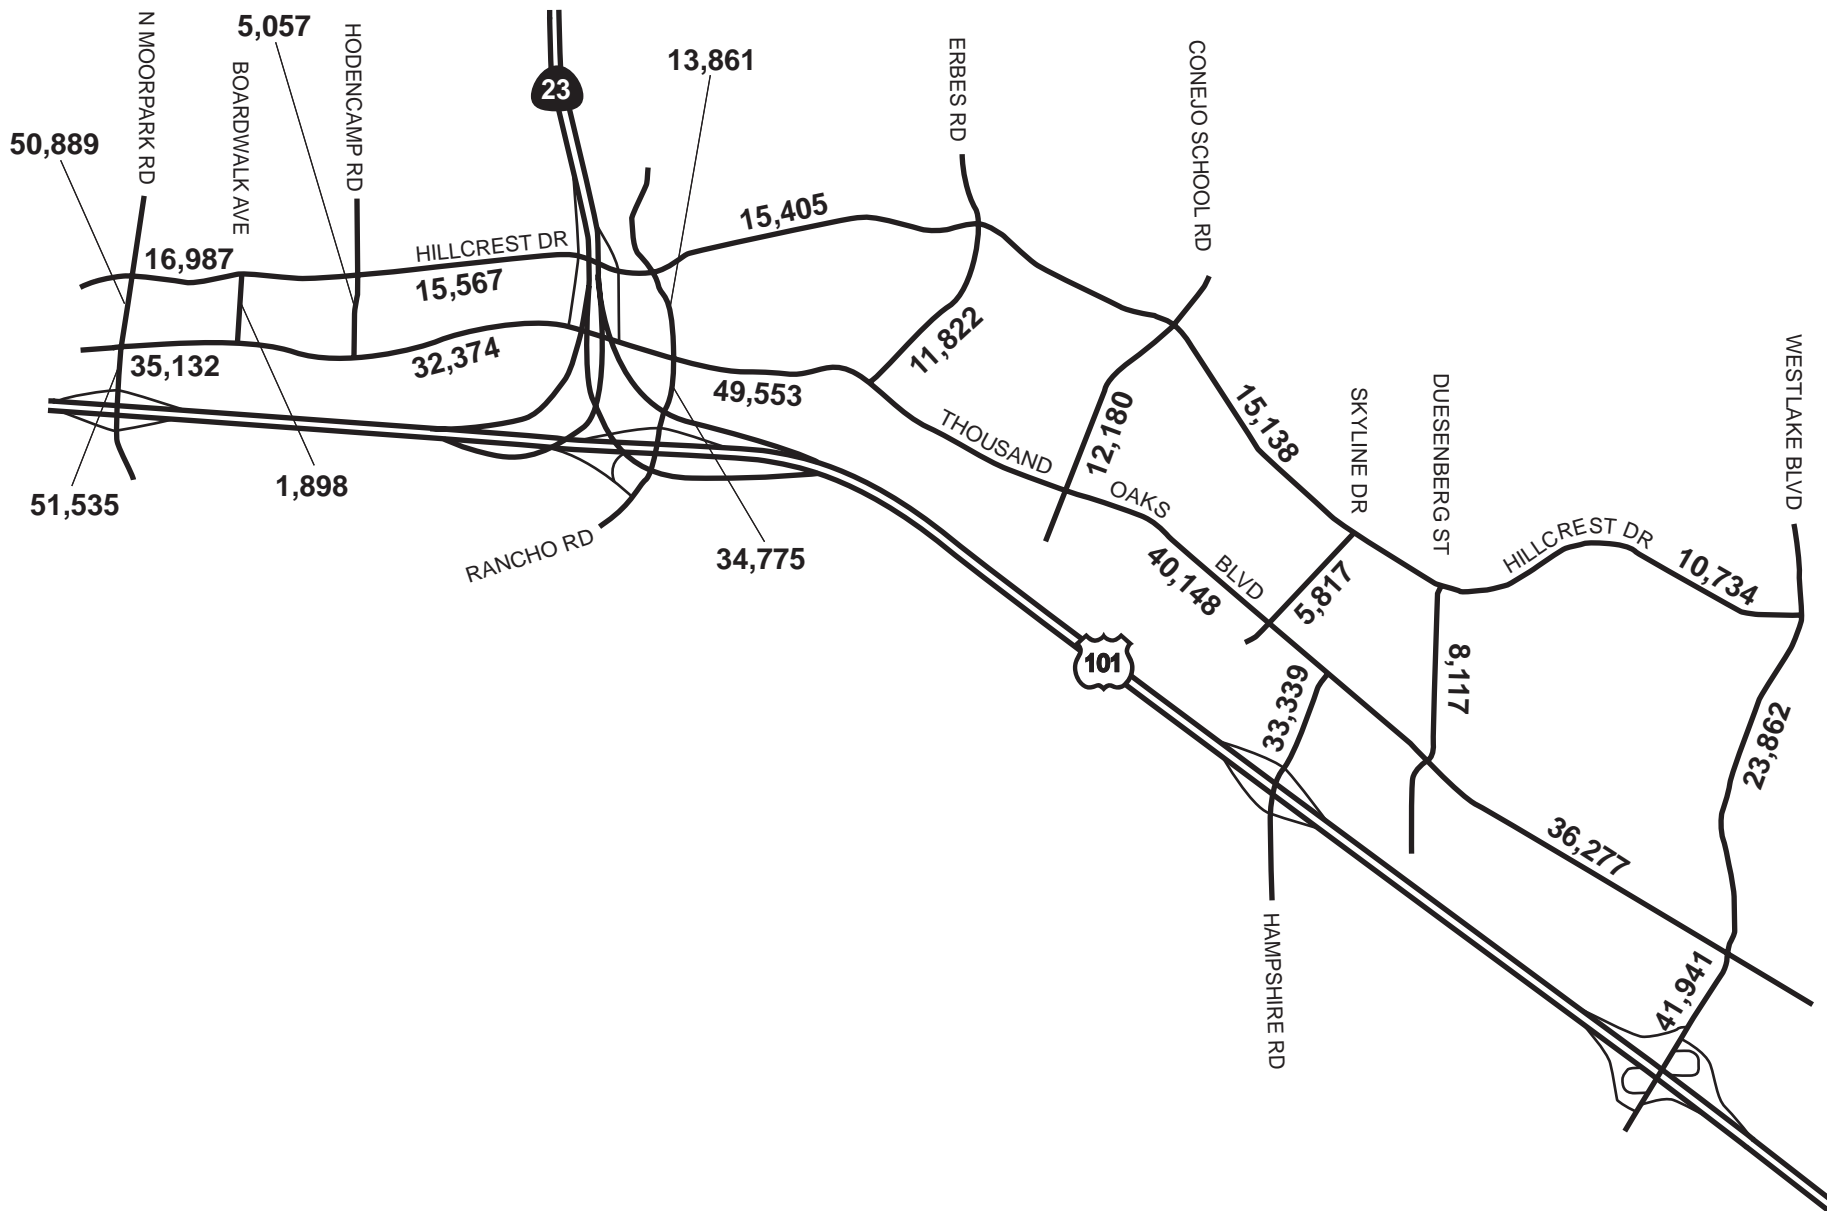 N MOORPARK RD
5,057
HODENCAMP RD
BOARDWALK AVE
23
13,861
ERBES RD
CONEJO SCHOOL RD
50,889
16,987
HILLCREST DR
15,567
15,405
35,132
32,374
49,553
11,822
12,180
15,138
SKYLINE DR
DUESENBERG ST
WESTLAKE BLVD
THOUSAND
OAKS
BLVD
51,535
1,898
RANCHO RD
34,775
40,148
5,817
HILLCREST DR
10,734
101
33,339
8,117
23,862
36,277
HAMPSHIRE RD
41,941